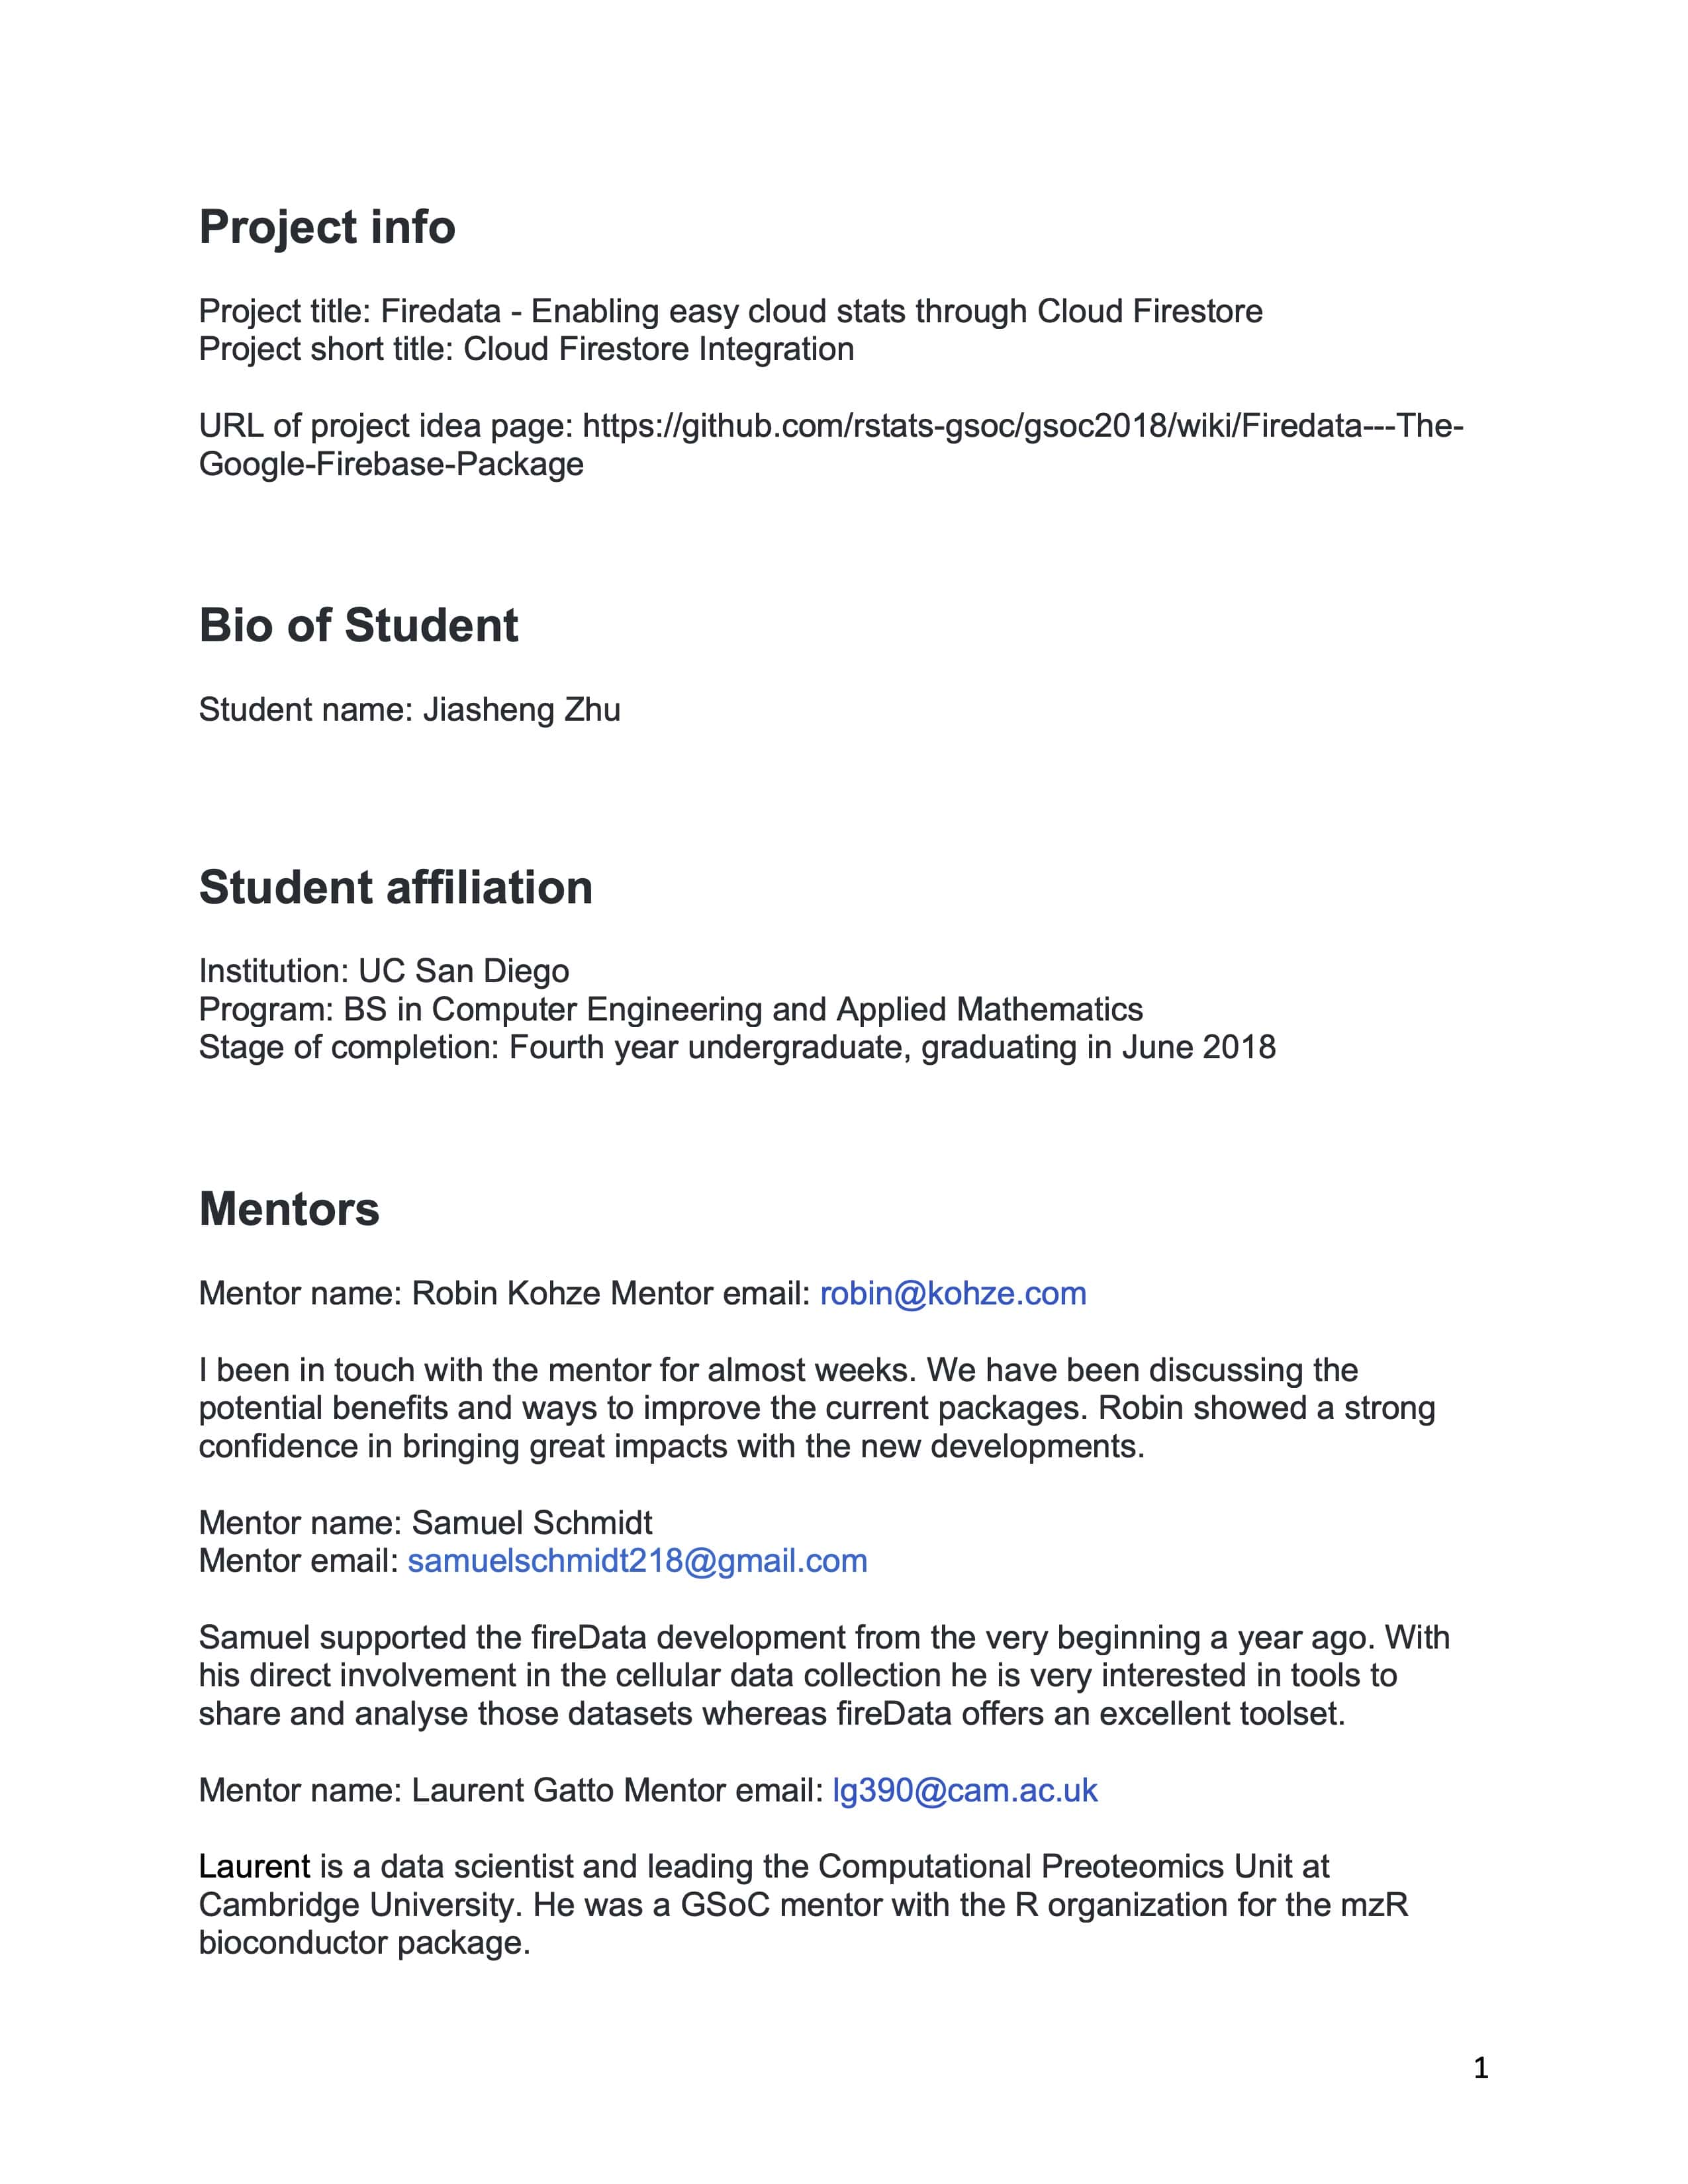 Project info
Project title: Firedata - Enabling easy cloud stats through Cloud Firestore
Project short title: Cloud Firestore Integration
URL of project idea page: https://github.com/rstats-gsoc/gsoc2018/wiki/Firedata---The-
Google-Firebase-Package
Bio of Student
Student name: Jiasheng Zhu
Student affiliation
Institution: UC San Diego
Program: BS in Computer Engineering and Applied Mathematics
Stage of completion: Fourth year undergraduate, graduating in June 2018
Mentors
Mentor name: Robin Kohze Mentor email: robin@kohze.com
I been in touch with the mentor for almost weeks. We have been discussing the
potential benefits and ways to improve the current packages. Robin showed a strong
confidence in bringing great impacts with the new developments.
Mentor name: Samuel Schmidt
Mentor email: samuelschmidt218@gmail.com
Samuel supported the fireData development from the very beginning a year ago. With
his direct involvement in the cellular data collection he is very interested in tools to
share and analyse those datasets whereas fireData offers an excellent toolset.
Mentor name: Laurent Gatto Mentor email: lg390@cam.ac.uk
Laurent is a data scientist and leading the Computational Preoteomics Unit at
Cambridge University. He was a GSoC mentor with the R organization for the mzR
bioconductor package.
1